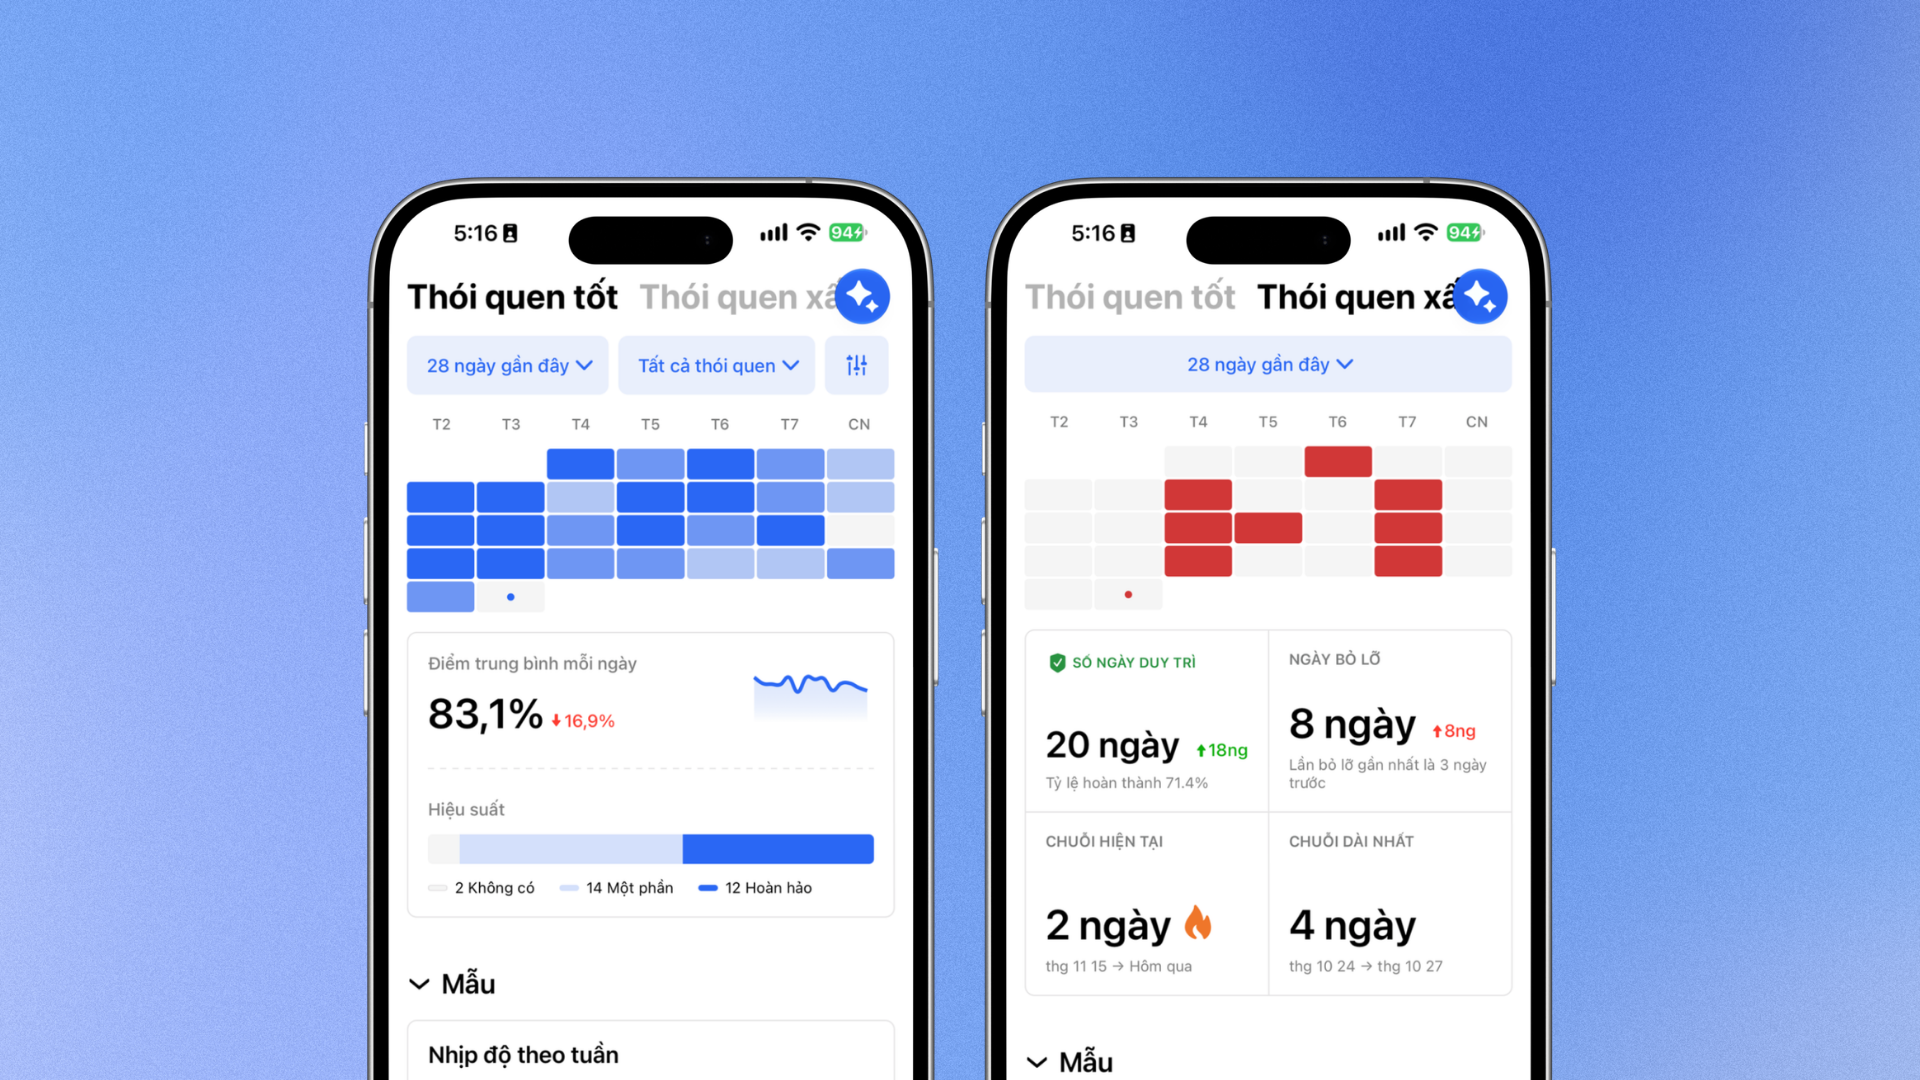 5:16
94
Thói quen tốt Thói quen xấ
28 ngày gần đây
Tất cả thói quen
T2 T3 T4 T5 T6 T7 CN
Điểm trung bình mỗi ngày
83,1% 16,9%
Hiệu suất
2 Không có 14 Một phần 12 Hoàn hảo
Mẫu
Nhịp độ theo tuần
5:16
94
Thói quen tốt Thói quen xấ
28 ngày gần đây
T2 T3 T4 T5 T6 T7 CN
SỐ NGÀY DUY TRÌ
20 ngày 18ng
Tỷ lệ hoàn thành 71.4%
NGÀY BỎ LỠ
8 ngày 8ng
Lần bỏ lỡ gần nhất là 3 ngày
trước
CHUỖI HIỆN TẠI
2 ngày
thg 11 15 → Hôm qua
CHUỖI DÀI NHẤT
4 ngày
thg 10 24 → thg 10 27
Mẫu